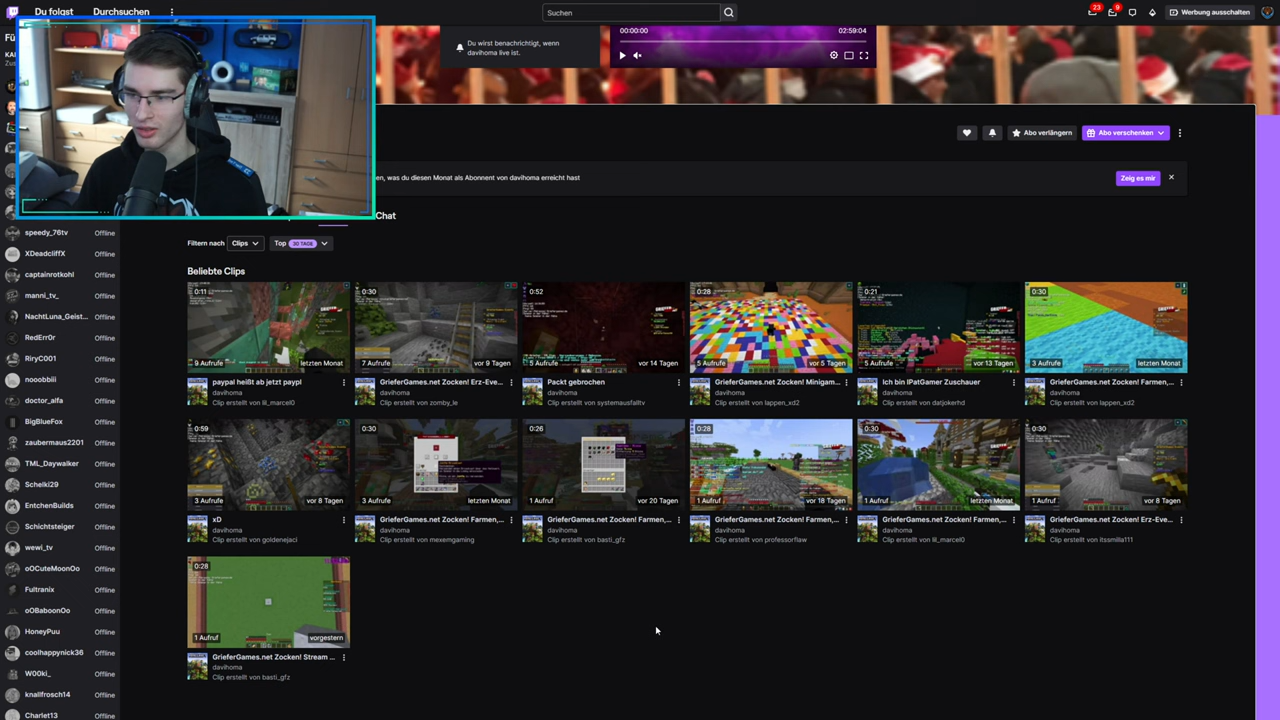 Du folgst
Durchsuchen
Suchen
23
9
Werbung ausschalten
Du wirst benachrichtigt, wenn
davihoma live ist.
00:00:00
02:59:04
Abo verlängern
Abo verschenken
en, was du diesen Monat als Abonnent von davihoma erreicht hast
Zeig es mir
Chat
Filtern nach
Clips
Top
30 TAGE
Beliebte Clips
speedy_76tv
Offline
XDeadcliffX
Offline
captainrotkohl
Offline
manni_tv_
Offline
NachtLuna_Geist...
Offline
RedErr0r
Offline
RiryC001
Offline
nooobbiii
Offline
doctor_alfa
Offline
BigBlueFox
Offline
zaubermaus2201
Offline
TML_Daywalker
Offline
Schelki29
Offline
EntchenBuilds
Offline
Schichtsteiger
Offline
wewi_tv
Offline
oOCuteMoonOo
Offline
Fultranix
Offline
oOBaboonOo
Offline
HoneyPuu
Offline
coolhappynick36
Offline
W00ki_
Offline
knallfrosch14
Offline
Charlet13
Offline
0:11
9 Aufrufe
letzten Monat
paypal heißt ab jetzt paypl
davihoma
Clip erstellt von lil_marcel0
0:30
7 Aufrufe
vor 9 Tagen
GrieferGames.net Zocken! Erz-Eve...
davihoma
Clip erstellt von zomby_le
0:52
5 Aufrufe
vor 14 Tagen
Packt gebrochen
davihoma
Clip erstellt von systemausfalltv
0:28
5 Aufrufe
vor 5 Tagen
GrieferGames.net Zocken! Minigam...
davihoma
Clip erstellt von lappen_xd2
0:21
5 Aufrufe
vor 13 Tagen
Ich bin IPatGamer Zuschauer
davihoma
Clip erstellt von datjokerhd
0:30
3 Aufrufe
letzten Monat
GrieferGames.net Zocken! Farmen,...
davihoma
Clip erstellt von lappen_xd2
0:59
3 Aufrufe
vor 8 Tagen
xD
davihoma
Clip erstellt von goldenejaci
0:30
3 Aufrufe
letzten Monat
GrieferGames.net Zocken! Farmen,...
davihoma
Clip erstellt von mexemgaming
0:26
1 Aufruf
vor 20 Tagen
GrieferGames.net Zocken! Farmen,...
davihoma
Clip erstellt von basti_gfz
0:28
1 Aufruf
vor 18 Tagen
GrieferGames.net Zocken! Farmen,...
davihoma
Clip erstellt von professorflaw
0:30
1 Aufruf
letzten Monat
GrieferGames.net Zocken! Farmen,...
davihoma
Clip erstellt von lil_marcel0
0:30
1 Aufruf
vor 8 Tagen
GrieferGames.net Zocken! Erz-Eve...
davihoma
Clip erstellt von itssmilla111
0:28
1 Aufruf
vorgestern
GrieferGames.net Zocken! Stream ...
davihoma
Clip erstellt von basti_gfz